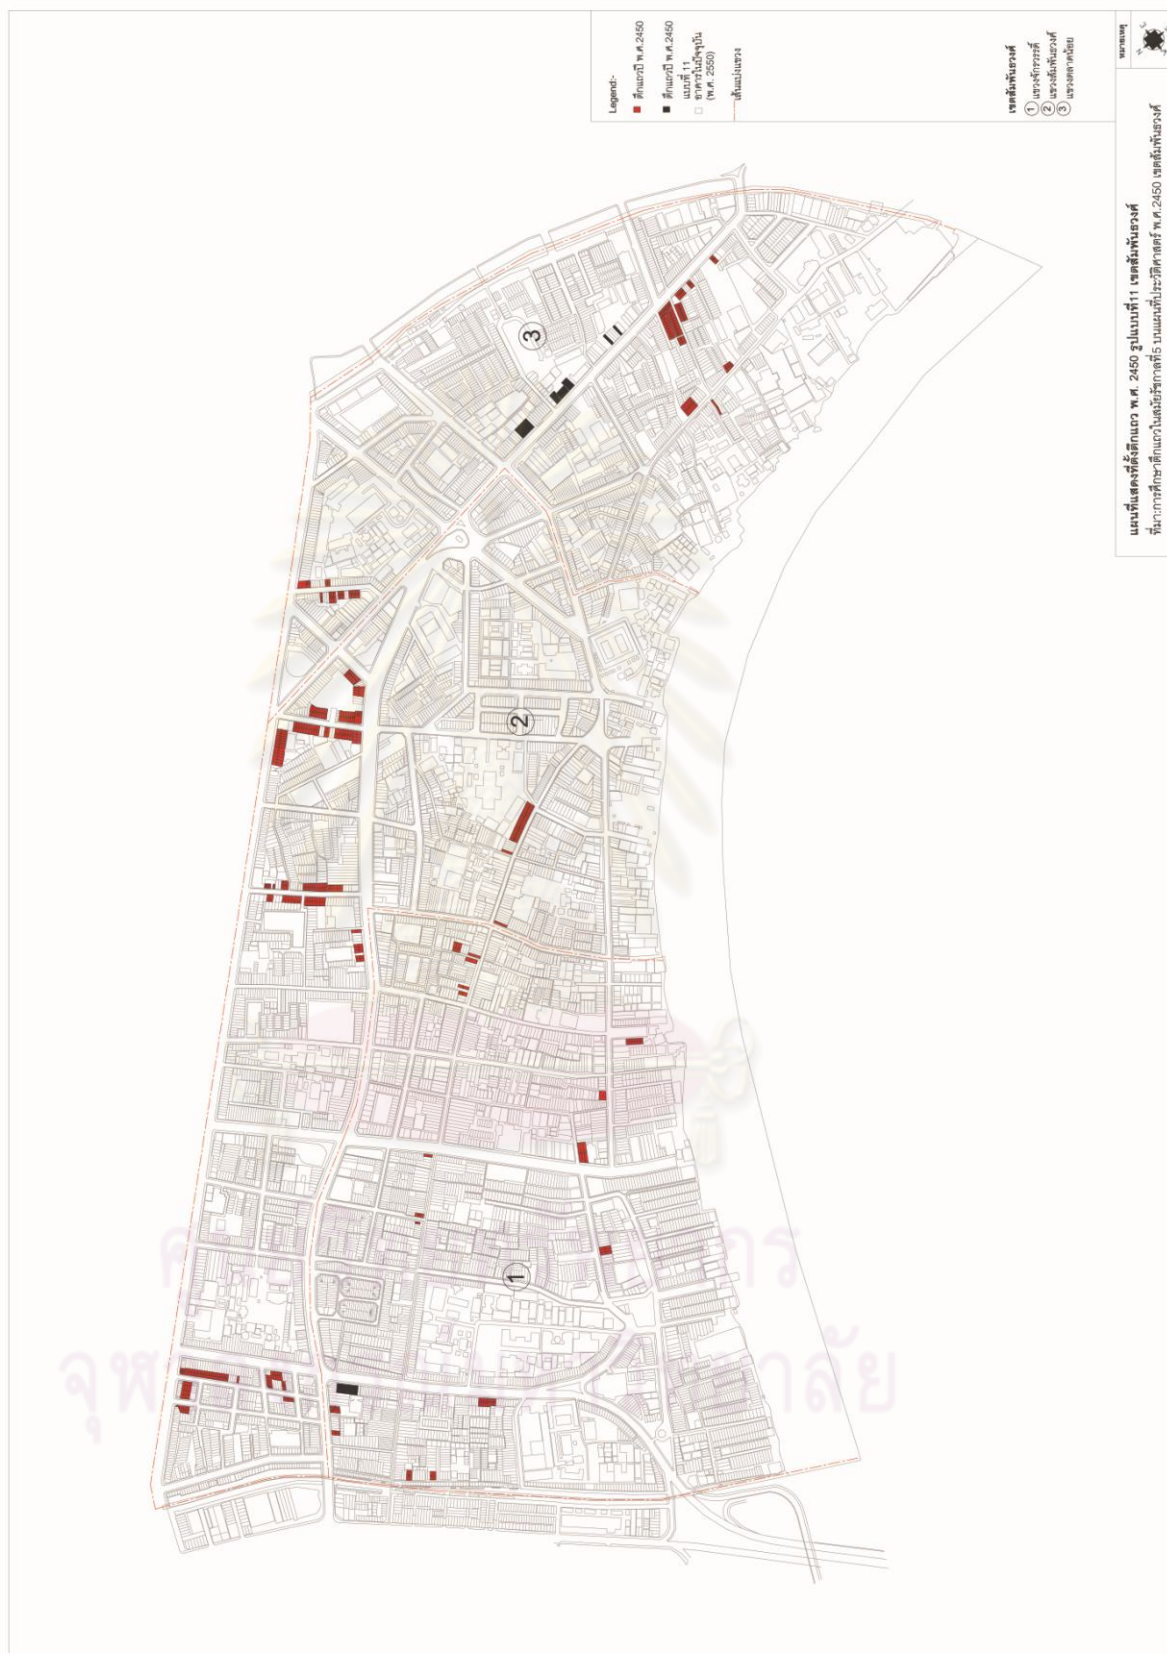 Legend:-
ตึกแถวปี พ.ศ.2450
ตึกแถวปี พ.ศ.2450
แบบที่ 11
อาคารในปัจจุบัน
(พ.ศ. 2550)
เส้นแบ่งแขวง
เขตสัมพันธวงศ์
1 แขวงจักรวรรดิ์
2 แขวงสัมพันธวงศ์
3 แขวงตลาดน้อย
หมายเหตุ
แผนที่แสดงที่ตั้งตึกแถว พ.ศ. 2450 รูปแบบที่11 เขตสัมพันธวงศ์
ที่มา:การศึกษาตึกแถวในสมัยรัชกาลที่5 บนแผนที่ประวัติศาสตร์ พ.ศ.2450 เขตสัมพันธวงศ์
3
2
1